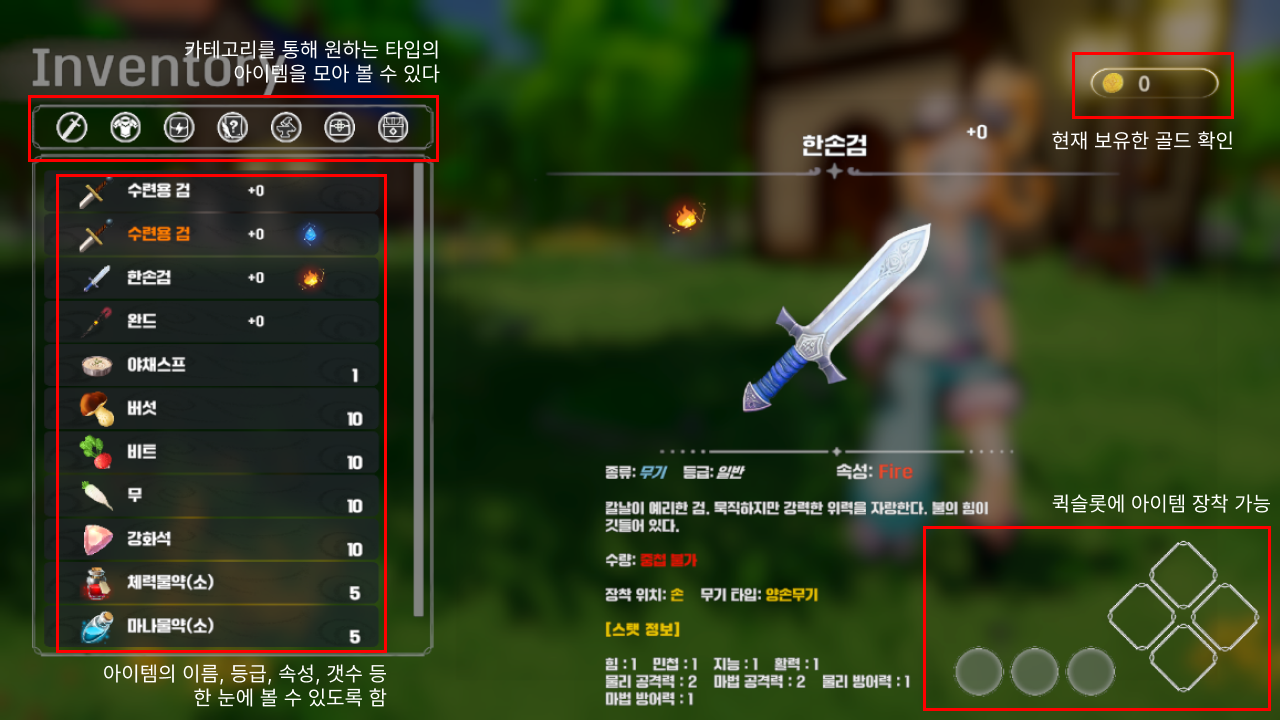 Inventory
카테고리를 통해 원하는 타입의
아이템을 모아 볼 수 있다
수련용 검 +0
수련용 검 +0
한손검 +0
완드 +0
야채스프 1
버섯 10
비트 10
무 10
강화석 10
체력물약(소) 5
마나물약(소) 5
아이템의 이름, 등급, 속성, 갯수 등
한 눈에 볼 수 있도록 함
0
현재 보유한 골드 확인
한손검 +0
종류: 무기 등급: 일반 속성: Fire
칼날이 예리한 검. 묵직하지만 강력한 위력을 자랑한다. 불의 힘이
깃들어 있다.
수량: 중첩 불가
장착 위치: 손 무기 타입: 양손무기
[스탯 정보]
힘 : 1 민첩 : 1 지능 : 1 활력 : 1
물리 공격력 : 2 마법 공격력 : 2 물리 방어력 : 1
마법 방어력 : 1
퀵슬롯에 아이템 장착 가능